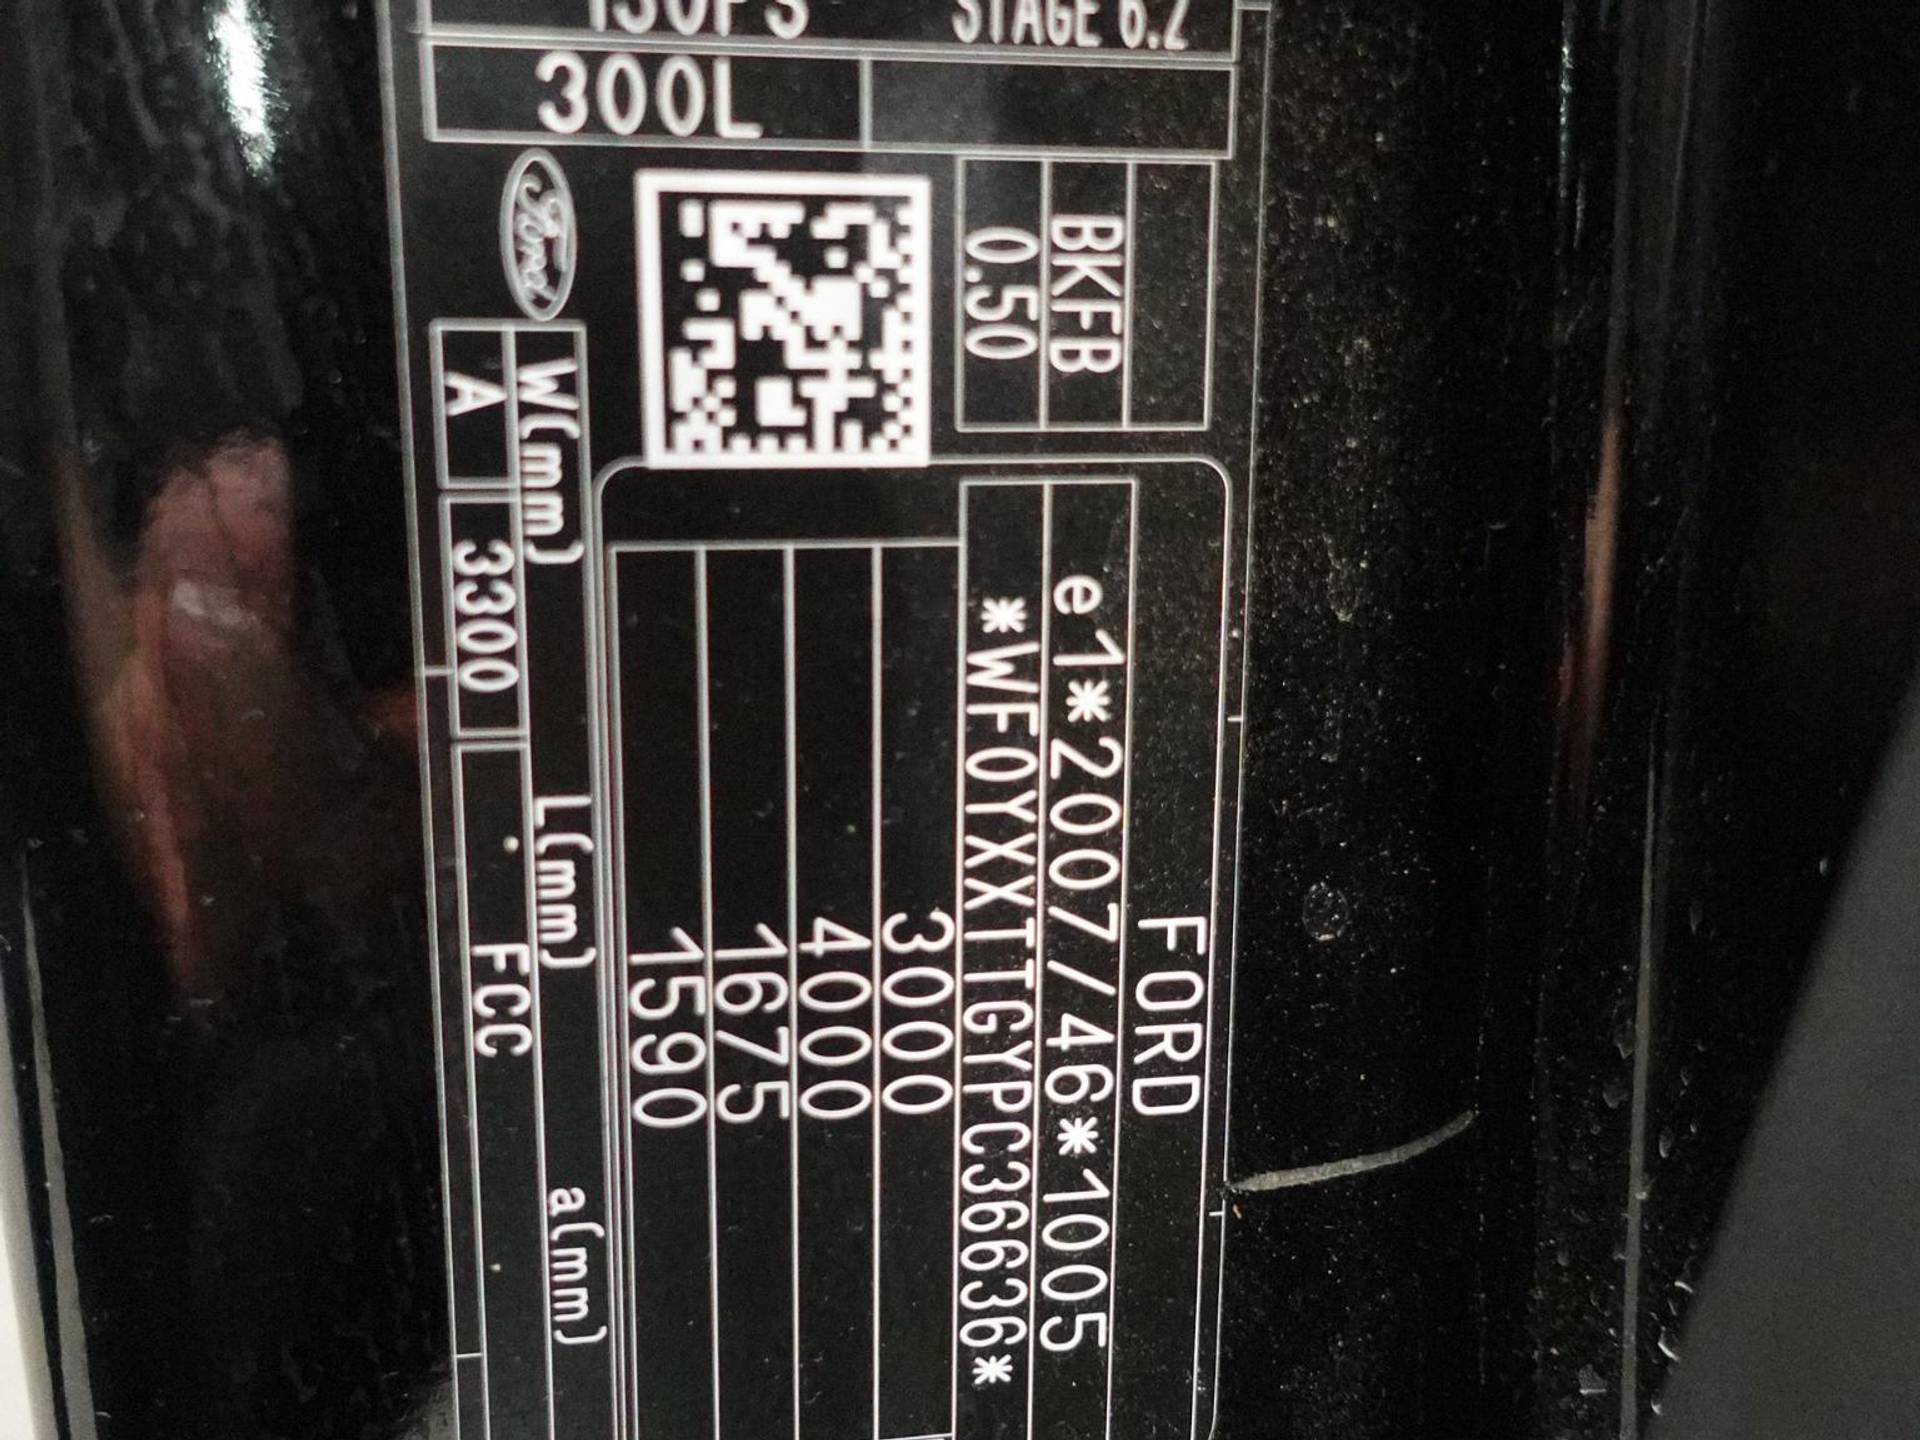 STAGE 6.2
300L
BKFB
0.50
FORD
e1*2007/46*1005
*WF0YXXTTGYPC36636*
3000
4000
1675
1590
Ford
W(mm) L(mm) a(mm)
A 3300 FCC